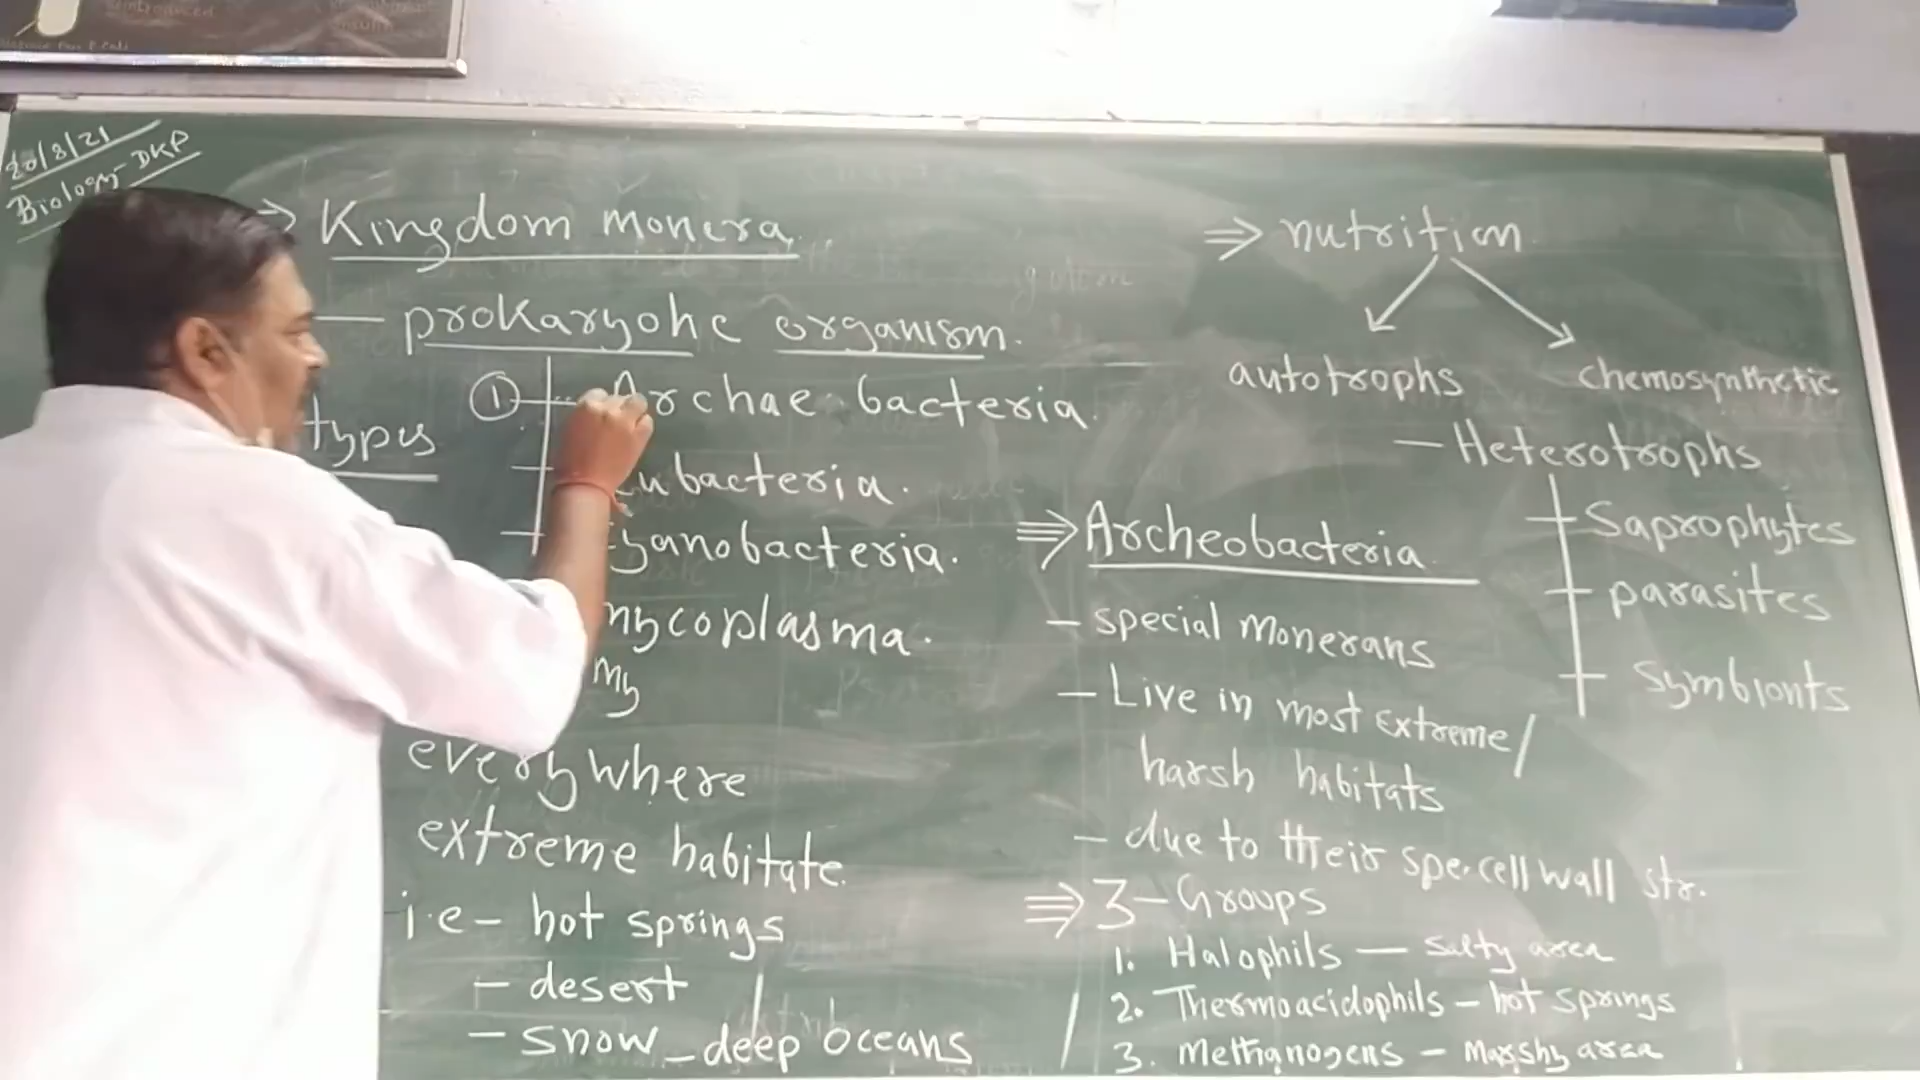 20/8/21
Biology-DKP
→ Kingdom monera
— prokaryotic organism.
types
① — Archae bacteria.
ubacteria.
yanobacteria.
mycoplasma.
my
everywhere
extreme habitate.
i.e - hot springs
- desert
- snow - deep oceans
⇒ nutrition
autotrophs
chemosynthetic
- Heterotrophs
Saprophytes
parasites
Symbionts
⇒ Archeobacteria
- special monerans
- Live in most extreme/
harsh habitats
- due to their spe. cell wall str.
⇒ 3-Groups
1. Halophils — salty area
2. Thermoacidophils - hot springs
3. Methanogens - Marshy area